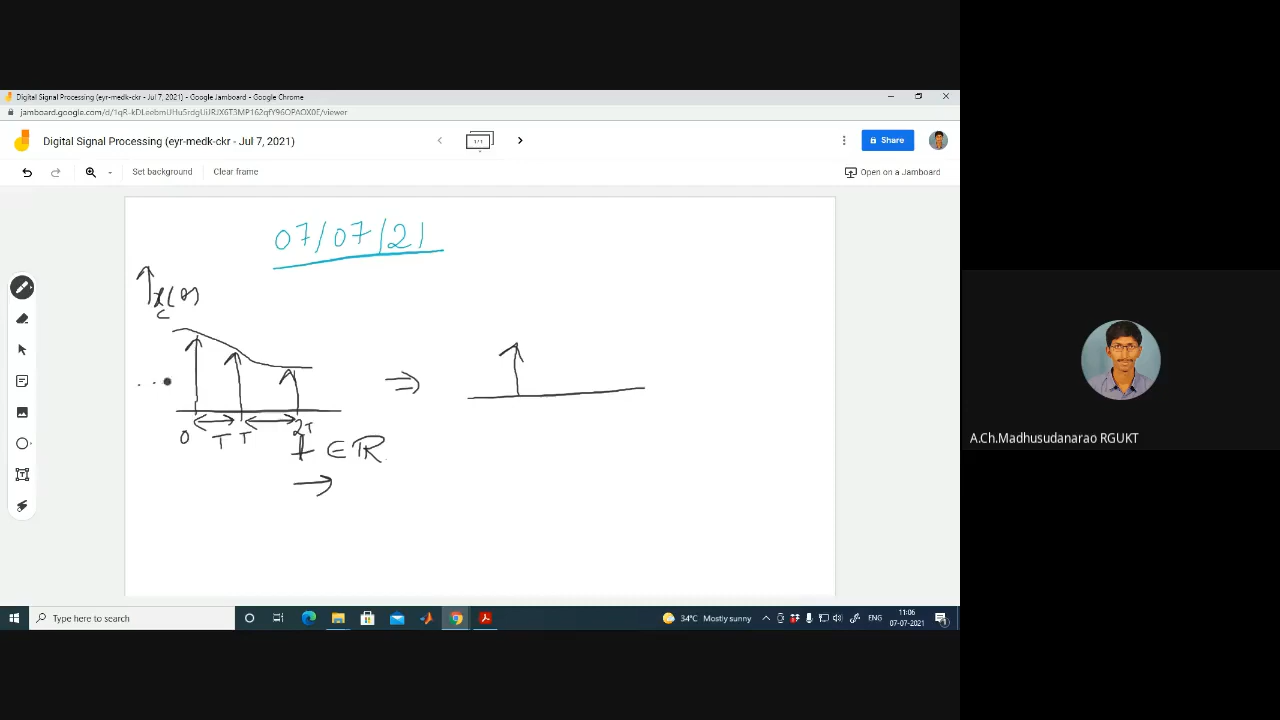 Digital Signal Processing (eyr-medk-ckr - Jul 7, 2021) - Google Jamboard - Google Chrome
Digital Signal Processing (eyr-medk-ckr - Jul 7, 2021)
1/1
Share
Set background
Clear frame
Open on a Jamboard
07/07/21
0 T T 2T
t ∈ ℝ
⇒
A.Ch.Madhusudanarao RGUKT
Type here to search
34°C Mostly sunny
ENG
11:06
07-07-2021